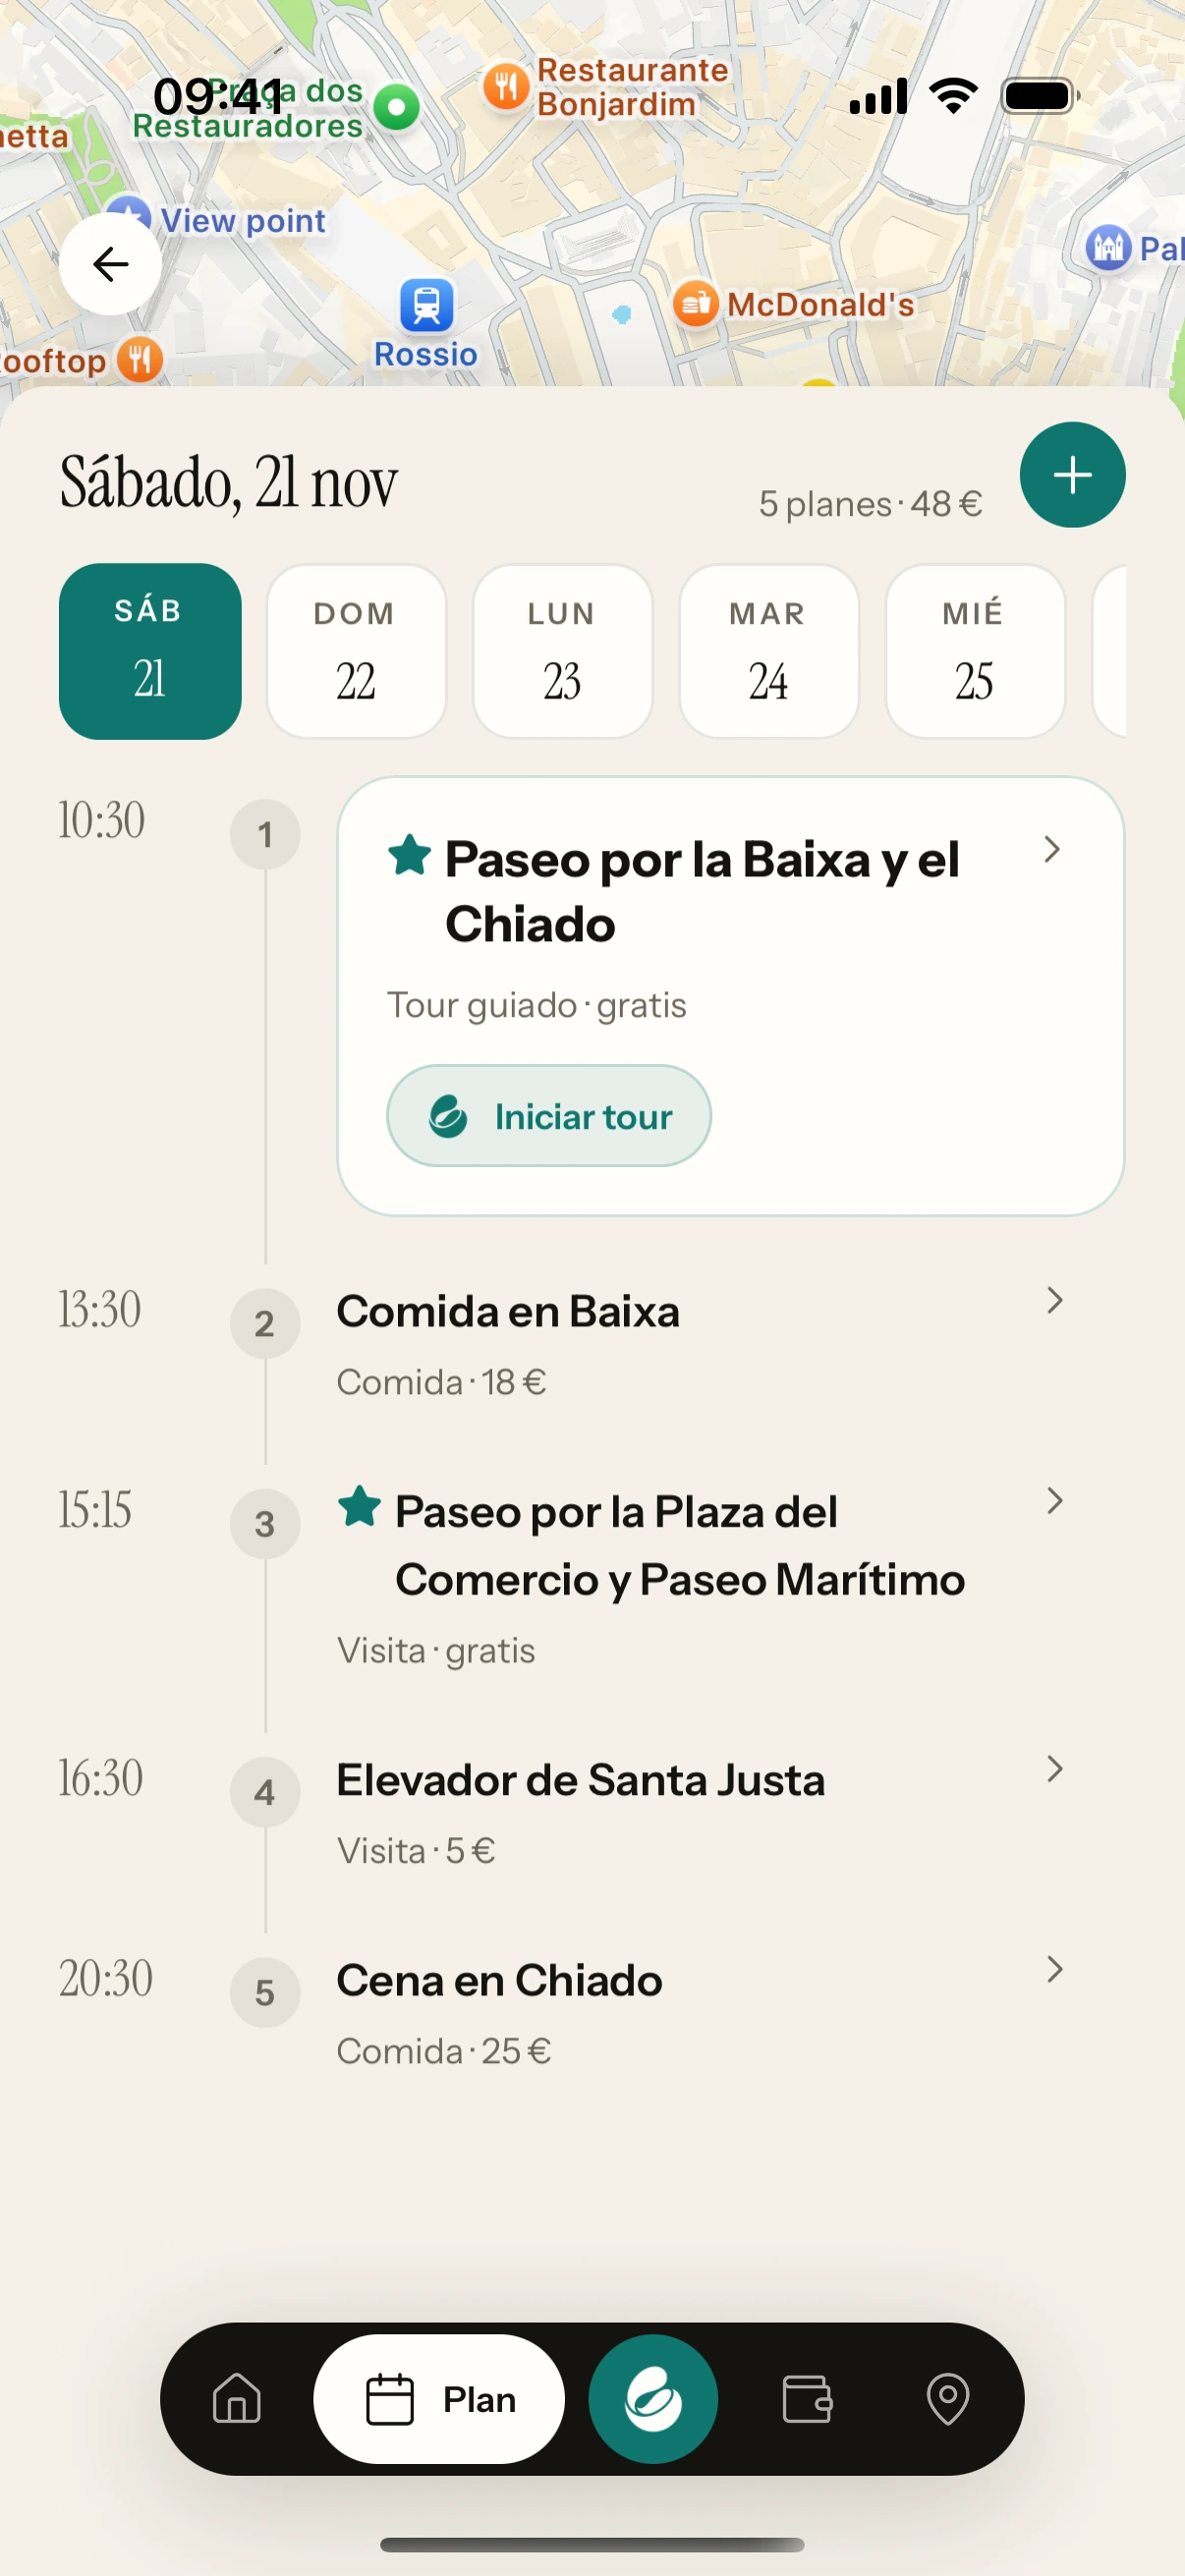 09:41
Praça dos
Restauradores
Restaurante
Bonjardim
netta
View point
Pal
McDonald's
Rossio
ooftop
Sábado, 21 nov
5 planes · 48 €
SÁB
21
DOM
22
LUN
23
MAR
24
MIÉ
25
10:30
1
Paseo por la Baixa y el
Chiado
Tour guiado · gratis
Iniciar tour
13:30
2
Comida en Baixa
Comida · 18 €
15:15
3
Paseo por la Plaza del
Comercio y Paseo Marítimo
Visita · gratis
16:30
4
Elevador de Santa Justa
Visita · 5 €
20:30
5
Cena en Chiado
Comida · 25 €
Plan